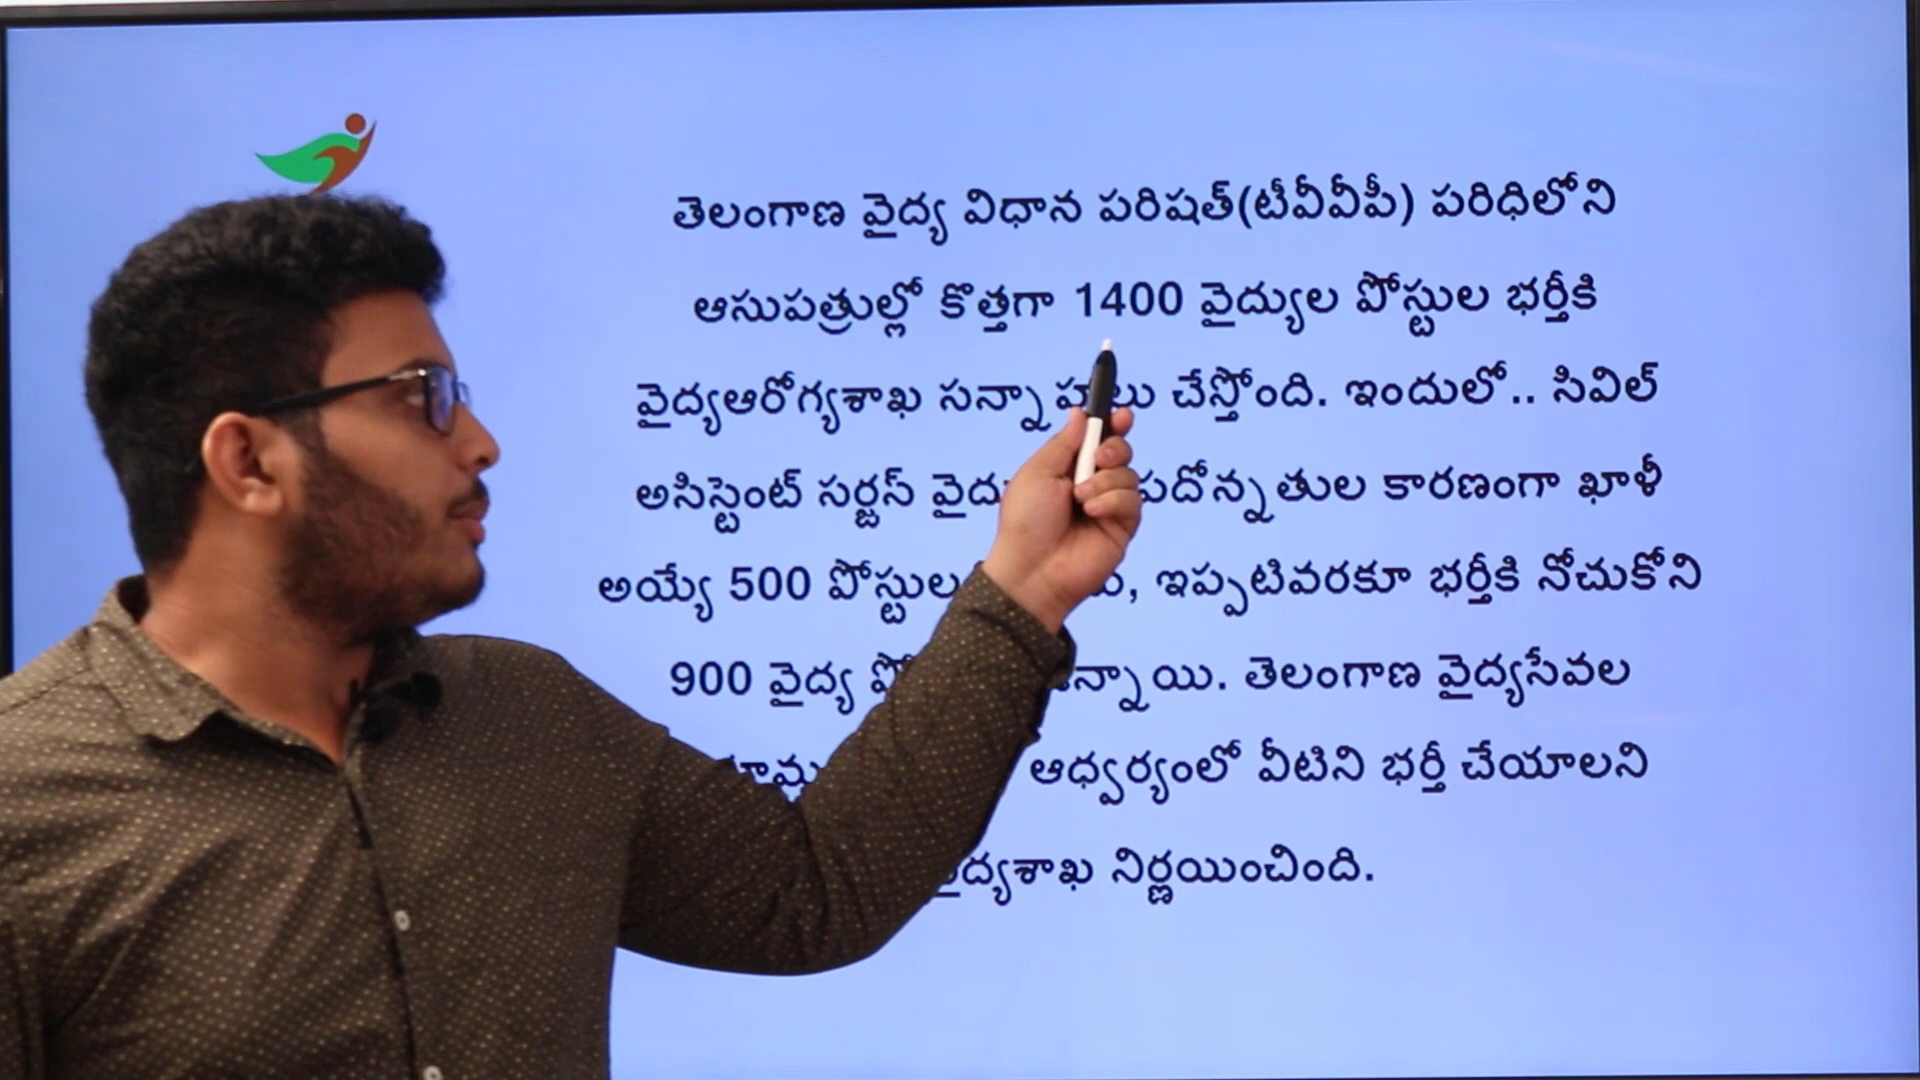 తెలంగాణ వైద్య విధాన పరిషత్(టీవీవీపీ) పరిధిలోని
ఆసుపత్రుల్లో కొత్తగా 1400 వైద్యుల పోస్టుల భర్తీకి
వైద్యఆరోగ్యశాఖ సన్నాహాలు చేస్తోంది. ఇందులో.. సివిల్
అసిస్టెంట్ సర్జన్ పదోన్నతుల కారణంగా ఖాళీ
అయ్యే 500 ఇప్పటివరకూ భర్తీకి నోచుకోని
900 వైద్య తెలంగాణ వైద్యసేవల
ఆధ్వర్యంలో వీటిని భర్తీ చేయాలని
నిర్ణయించింది.